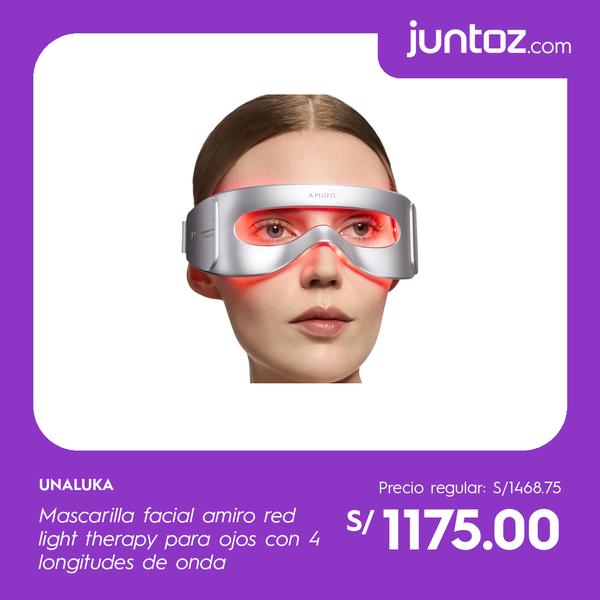 juntoz.com
AMIRO
UNALUKA
Mascarilla facial amiro red
light therapy para ojos con 4
longitudes de onda
Precio regular: S/1468.75
S/ 1175.00